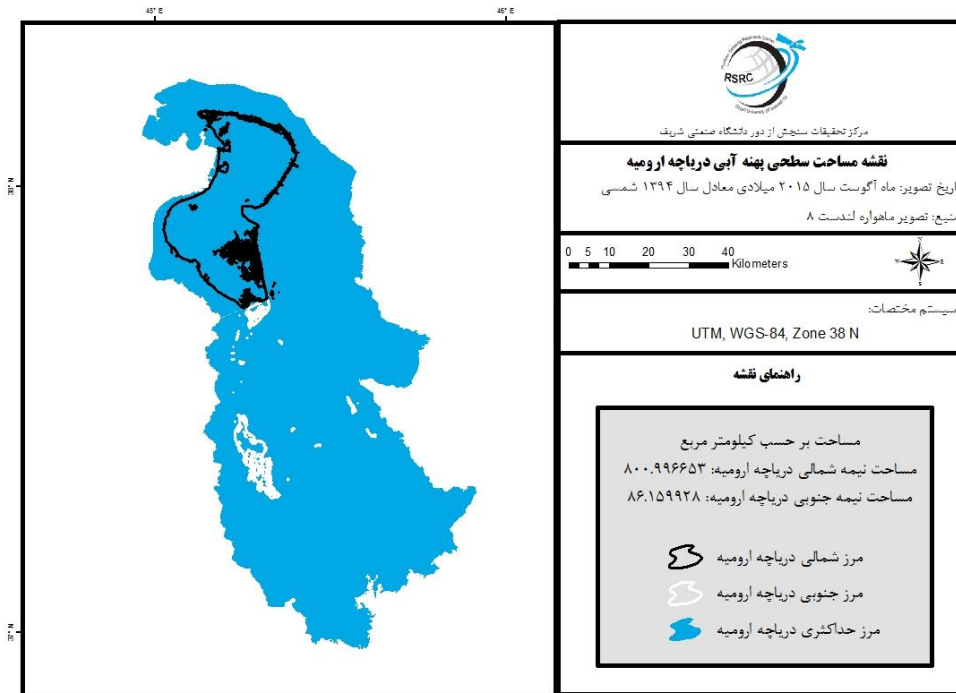 45° E
46° E
38° N
37° N
RSRC
مرکز تحقیقات سنجش از دور دانشگاه صنعتی شریف
نقشه مساحت سطحی پهنه آبی دریاچه ارومیه
تاریخ تصویر: ماه آگوست سال ۲۰۱۵ میلادی معادل سال ۱۳۹۴ شمسی
منبع: تصویر ماهواره لندست ۸
0 5 10 20 30 40
Kilometers
سیستم مختصات:
UTM, WGS-84, Zone 38 N
راهنمای نقشه
مساحت بر حسب کیلومتر مربع
مساحت نیمه شمالی دریاچه ارومیه: ۸۰۰.۹۹۶۶۵۳
مساحت نیمه جنوبی دریاچه ارومیه: ۸۶.۱۵۹۹۲۸
مرز شمالی دریاچه ارومیه
مرز جنوبی دریاچه ارومیه
مرز حداکثری دریاچه ارومیه